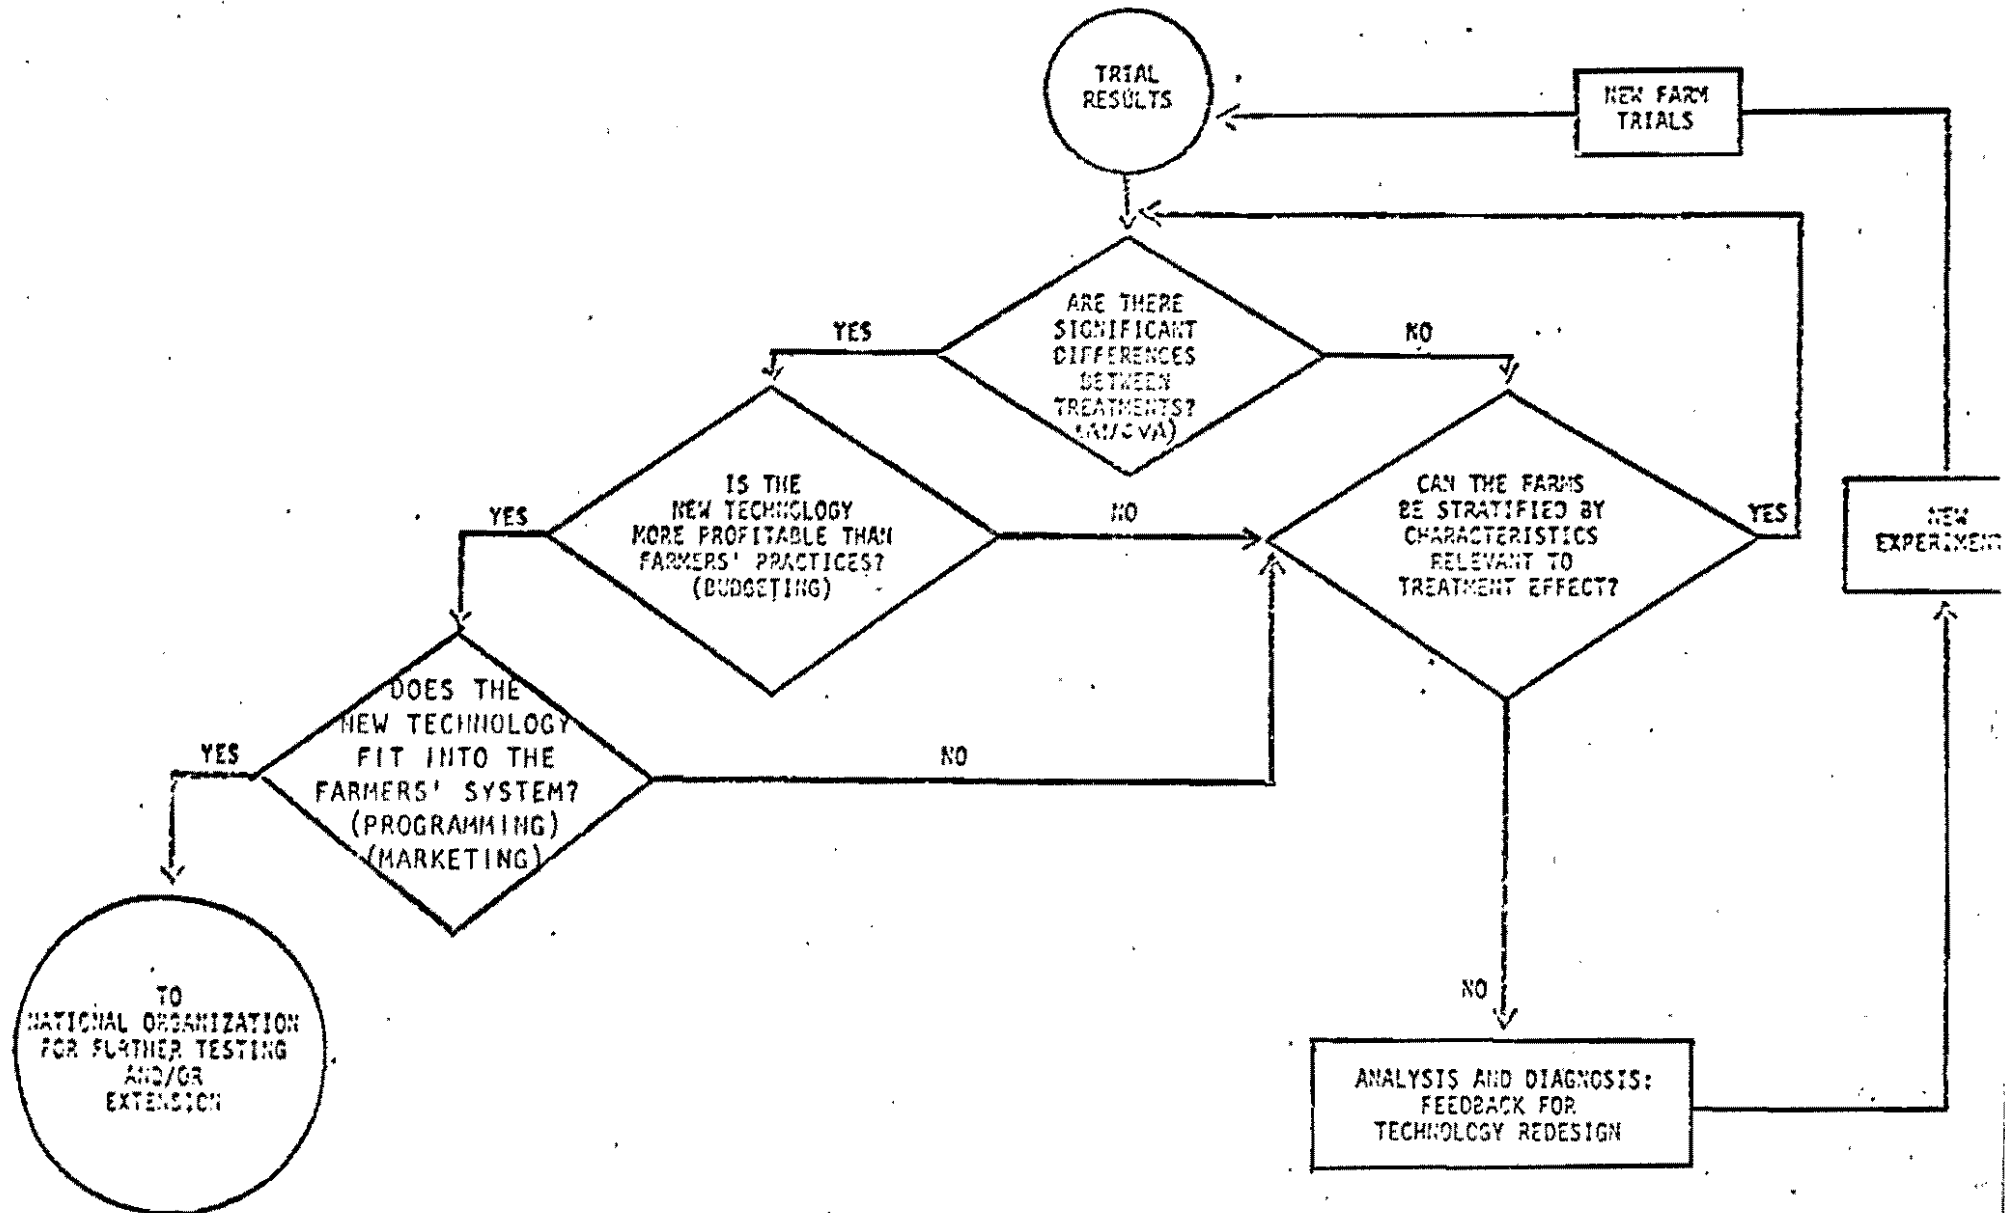 TRIAL
RESULTS
NEW FARM
TRIALS
ARE THERE
SIGNIFICANT
DIFFERENCES
BETWEEN
TREATMENTS?
YES
NO
IS THE
NEW TECHNOLOGY
MORE PROFITABLE THAN
FARMERS' PRACTICES?
(BUDGETING)
YES
NO
CAN THE FARMS
BE STRATIFIED BY
CHARACTERISTICS
RELEVANT TO
TREATMENT EFFECT?
YES
NEW
EXPERIMENT
DOES THE
NEW TECHNOLOGY
FIT INTO THE
FARMERS' SYSTEM?
(PROGRAMMING)
(MARKETING)
YES
NO
NO
TO
NATIONAL ORGANIZATION
FOR FURTHER TESTING
AND/OR
EXTENSION
ANALYSIS AND DIAGNOSIS:
FEEDBACK FOR
TECHNOLOGY REDESIGN